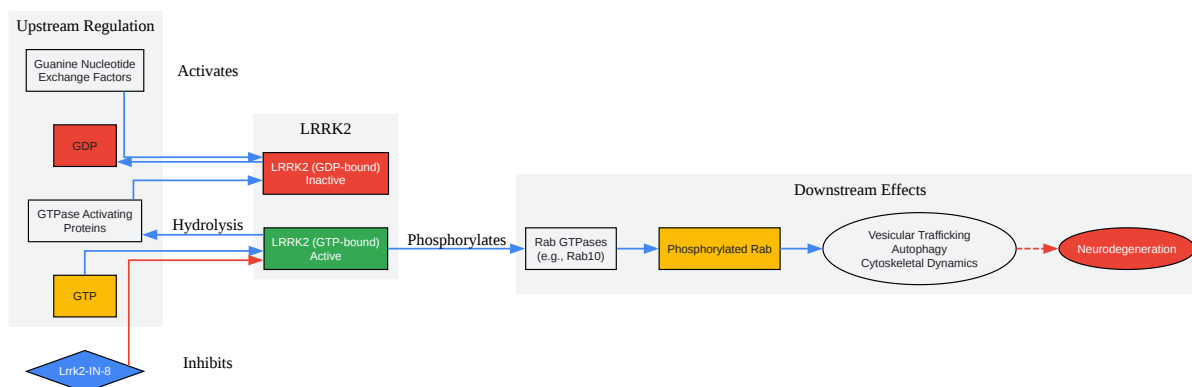 Upstream Regulation
Guanine Nucleotide
Exchange Factors
Activates
GDP
GTPase Activating
Proteins
Hydrolysis
GTP
Lrrk2-IN-8
Inhibits
LRRK2
LRRK2 (GDP-bound)
Inactive
LRRK2 (GTP-bound)
Active
Phosphorylates
Downstream Effects
Rab GTPases
(e.g., Rab10)
Phosphorylated Rab
Vesicular Trafficking
Autophagy
Cytoskeletal Dynamics
Neurodegeneration